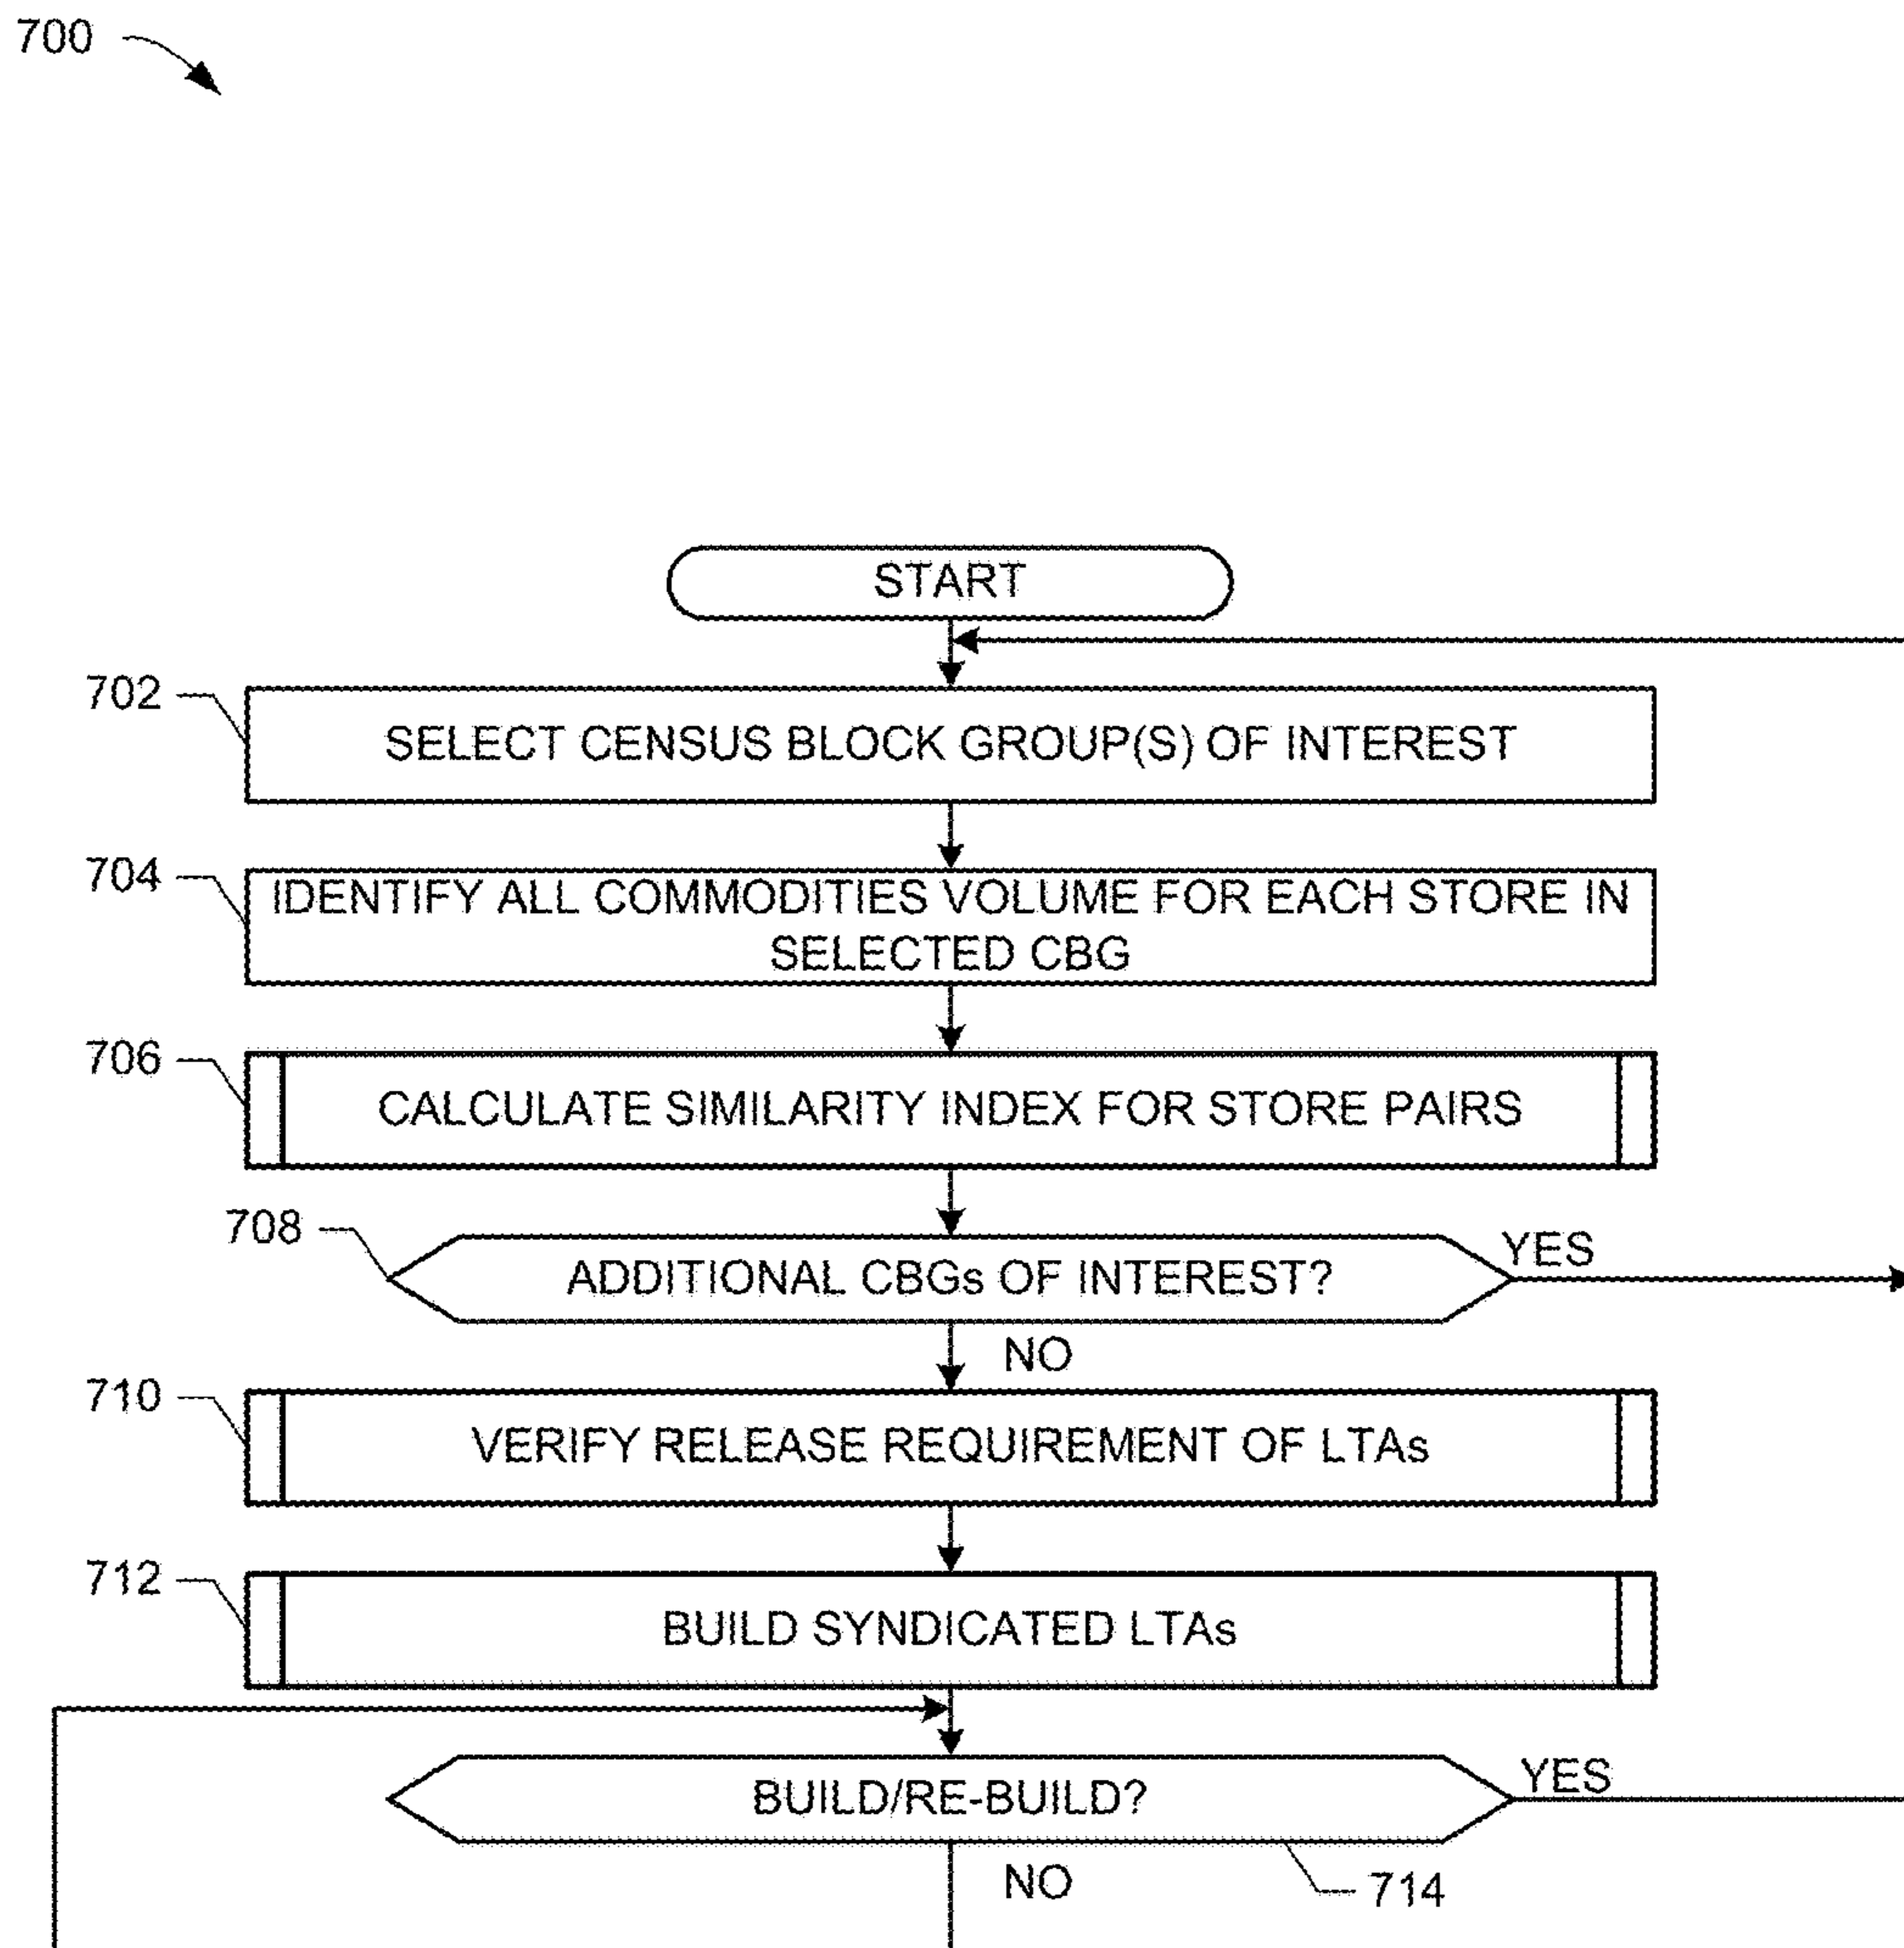 700
START
702
SELECT CENSUS BLOCK GROUP(S) OF INTEREST
704
IDENTIFY ALL COMMODITIES VOLUME FOR EACH STORE IN
SELECTED CBG
706
CALCULATE SIMILARITY INDEX FOR STORE PAIRS
708
ADDITIONAL CBGs OF INTEREST?
YES
NO
710
VERIFY RELEASE REQUIREMENT OF LTAs
712
BUILD SYNDICATED LTAs
BUILD/RE-BUILD?
YES
NO
714